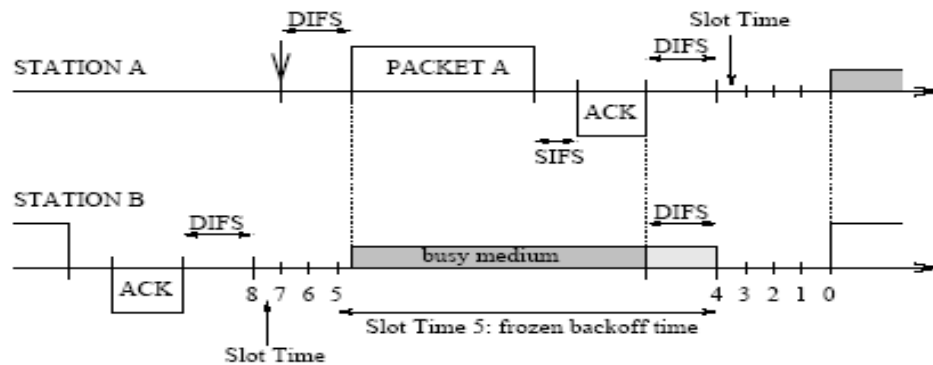 DIFS
Slot Time
DIFS
STATION A
PACKET A
ACK
SIFS
STATION B
DIFS
DIFS
busy medium
ACK
8 7 6 5
4 3 2 1 0
Slot Time 5: frozen backoff time
Slot Time